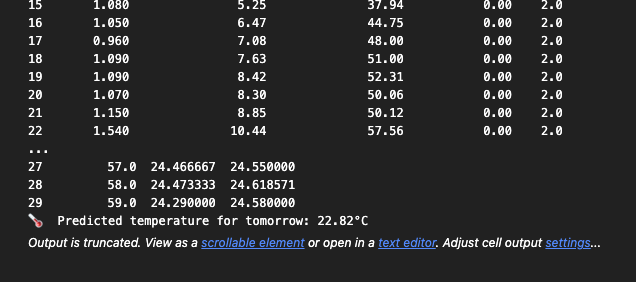 15 1.080 5.25 37.94 0.00 2.0
16 1.050 6.47 44.75 0.00 2.0
17 0.960 7.08 48.00 0.00 2.0
18 1.090 7.63 51.00 0.00 2.0
19 1.090 8.42 52.31 0.00 2.0
20 1.070 8.30 50.06 0.00 2.0
21 1.150 8.85 50.12 0.00 2.0
22 1.540 10.44 57.56 0.00 2.0
...
27 57.0 24.466667 24.550000
28 58.0 24.473333 24.618571
29 59.0 24.290000 24.580000
Predicted temperature for tomorrow: 22.82°C
Output is truncated. View as a scrollable element or open in a text editor. Adjust cell output settings...